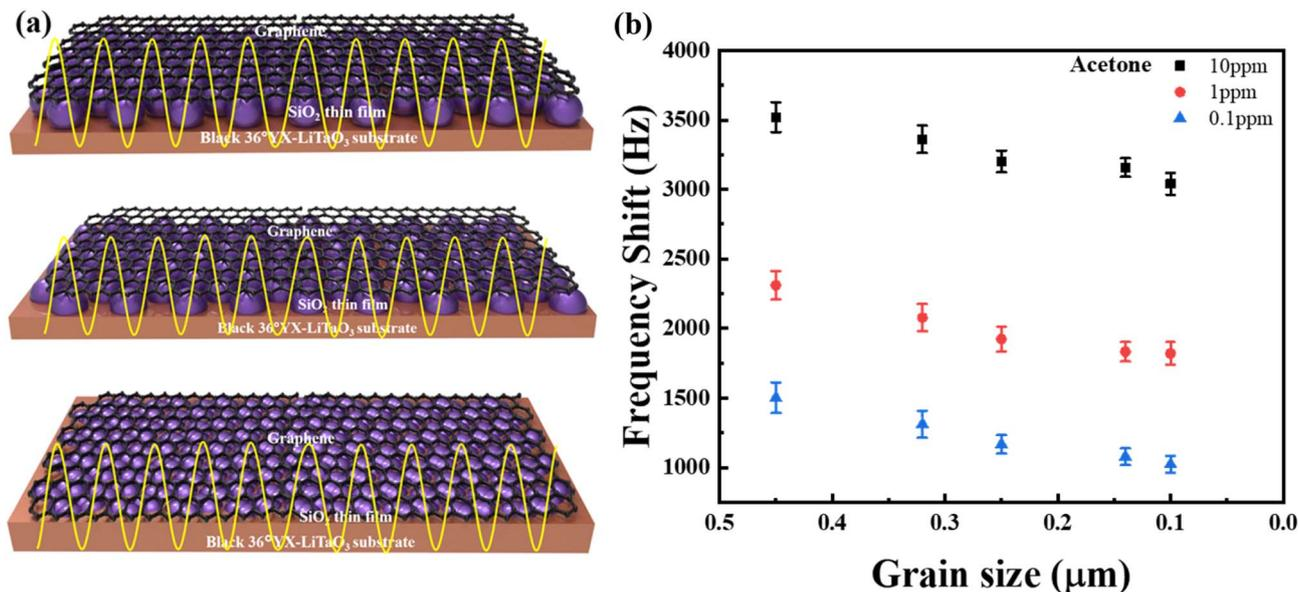 (a)
Graphene
SiO₂ thin film
Black 36°YX-LiTaO₃ substrate
Graphene
SiO₂ thin film
Black 36°YX-LiTaO₃ substrate
Graphene
SiO₂ thin film
Black 36°YX-LiTaO₃ substrate
(b)
Frequency Shift (Hz)
4000
3500
3000
2500
2000
1500
1000
Acetone
10ppm
1ppm
0.1ppm
0.5 0.4 0.3 0.2 0.1 0.0
Grain size (μm)